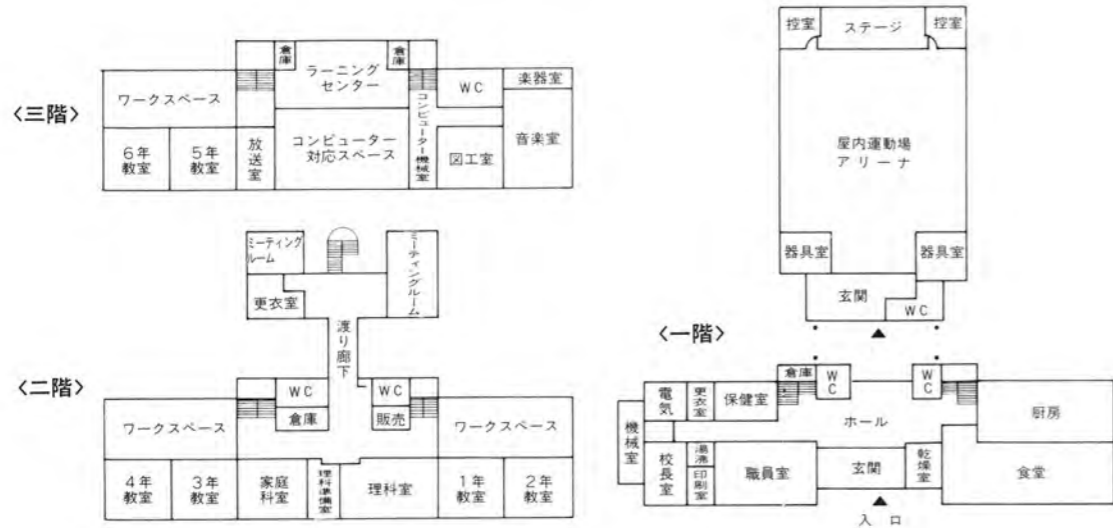 〈三階〉
倉庫
倉庫
ラーニング
センター
ワークスペース
WC
楽器室
コンピューター機械室
6年
教室
5年
教室
放送室
コンピューター
対応スペース
図工室
音楽室
〈二階〉
ミーティング
ルーム
ミーティングルーム
更衣室
渡り廊下
WC
WC
倉庫
販売
ワークスペース
ワークスペース
4年
教室
3年
教室
家庭
科室
理科準備室
理科室
1年
教室
2年
教室
控室
ステージ
控室
屋内運動場
アリーナ
器具室
器具室
玄関
WC
〈一階〉
倉庫
WC
WC
電気
更衣室
保健室
ホール
厨房
機械室
校長室
湯沸
印刷室
職員室
玄関
乾燥室
食堂
入口